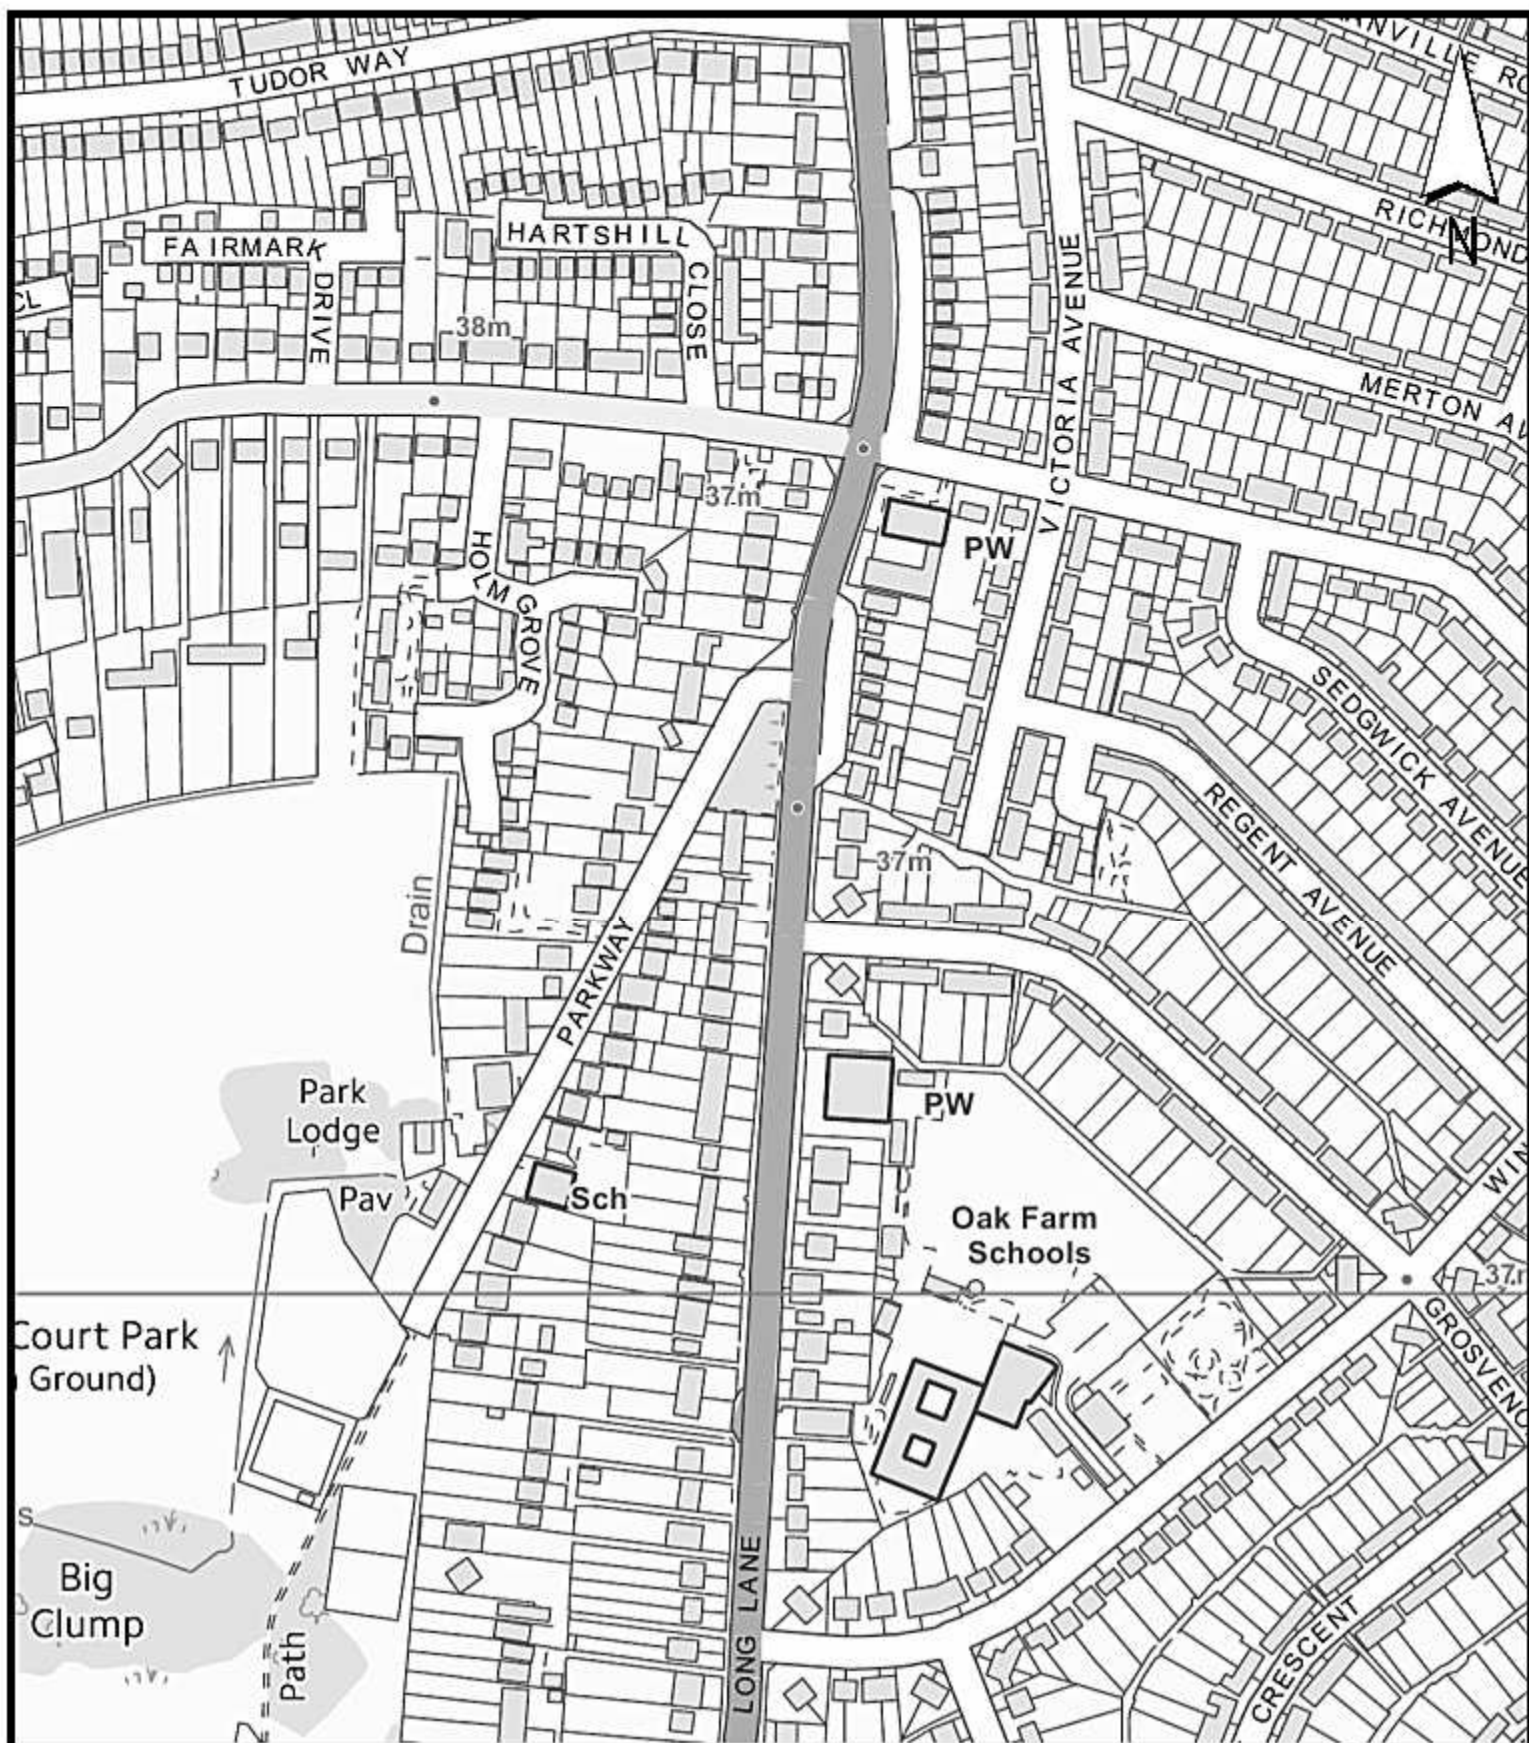 TUDOR WAY
RICHMOND
N
FAIRMARK
DRIVE
HARTSHILL
CLOSE
CL
38m
VICTORIA AVENUE
MERTON
37m
PW
HOLM GROVE
SEDGWICK AVENUE
REGENT AVENUE
37m
Drain
PARKWAY
Park
Lodge
PW
Pav
Sch
Oak Farm
Schools
Court Park
Ground)
GROSVENO
Big
Clump
Path
LONG LANE
CRESCENT